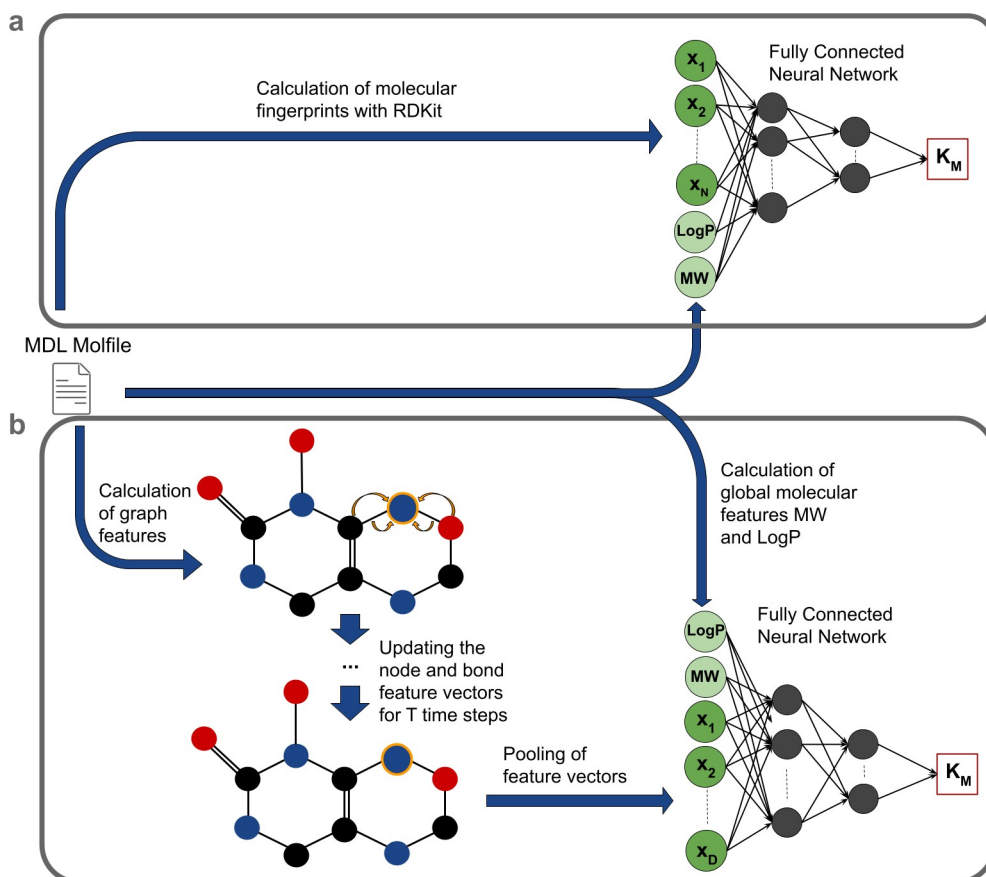 a
Calculation of molecular
fingerprints with RDKit
Fully Connected
Neural Network
x1
x2
xN
LogP
MW
KM
MDL Molfile
b
Calculation
of graph
features
Calculation of
global molecular
features MW
and LogP
...
Updating the
node and bond
feature vectors
for T time steps
Pooling of
feature vectors
Fully Connected
Neural Network
LogP
MW
x1
x2
xD
KM